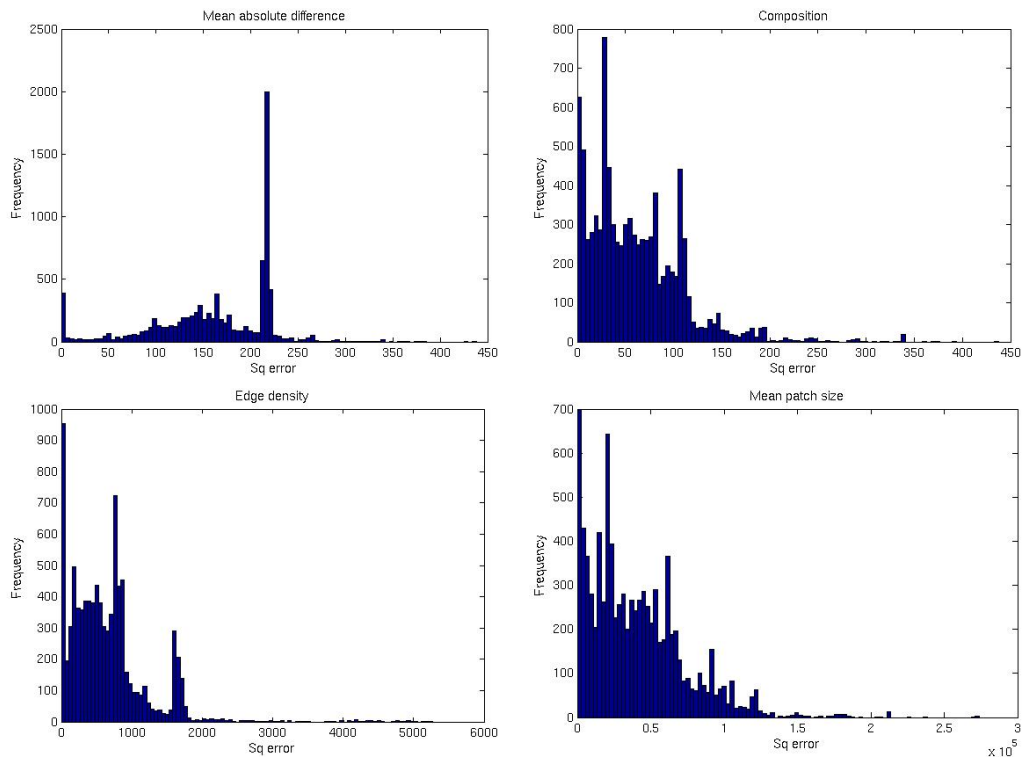 Mean absolute difference
2500
2000
1500
1000
500
0
Frequency
0 50 100 150 200 250 300 350 400 450
Sq error
Composition
800
700
600
500
400
300
200
100
0
Frequency
0 50 100 150 200 250 300 350 400 450
Sq error
Edge density
1000
900
800
700
600
500
400
300
200
100
0
Frequency
0 1000 2000 3000 4000 5000 6000
Sq error
Mean patch size
700
600
500
400
300
200
100
0
Frequency
0 0.5 1 1.5 2 2.5 3
Sq error
x 10^5